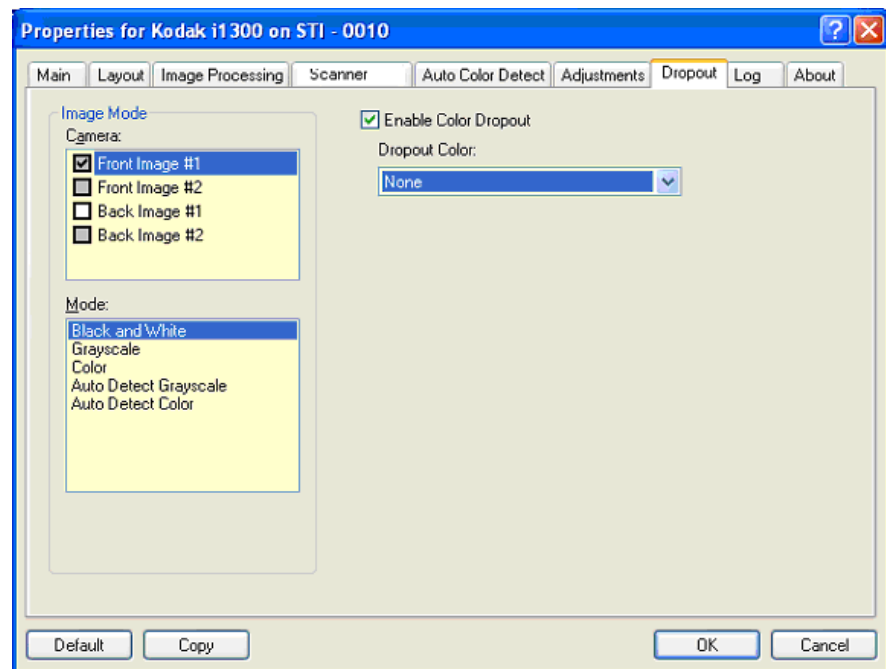 Properties for Kodak i1300 on STI - 0010
Main Layout Image Processing Scanner Auto Color Detect Adjustments Dropout Log About
Image Mode
Camera:
Front Image #1
Front Image #2
Back Image #1
Back Image #2
Mode:
Black and White
Grayscale
Color
Auto Detect Grayscale
Auto Detect Color
Enable Color Dropout
Dropout Color:
None
Default Copy OK Cancel